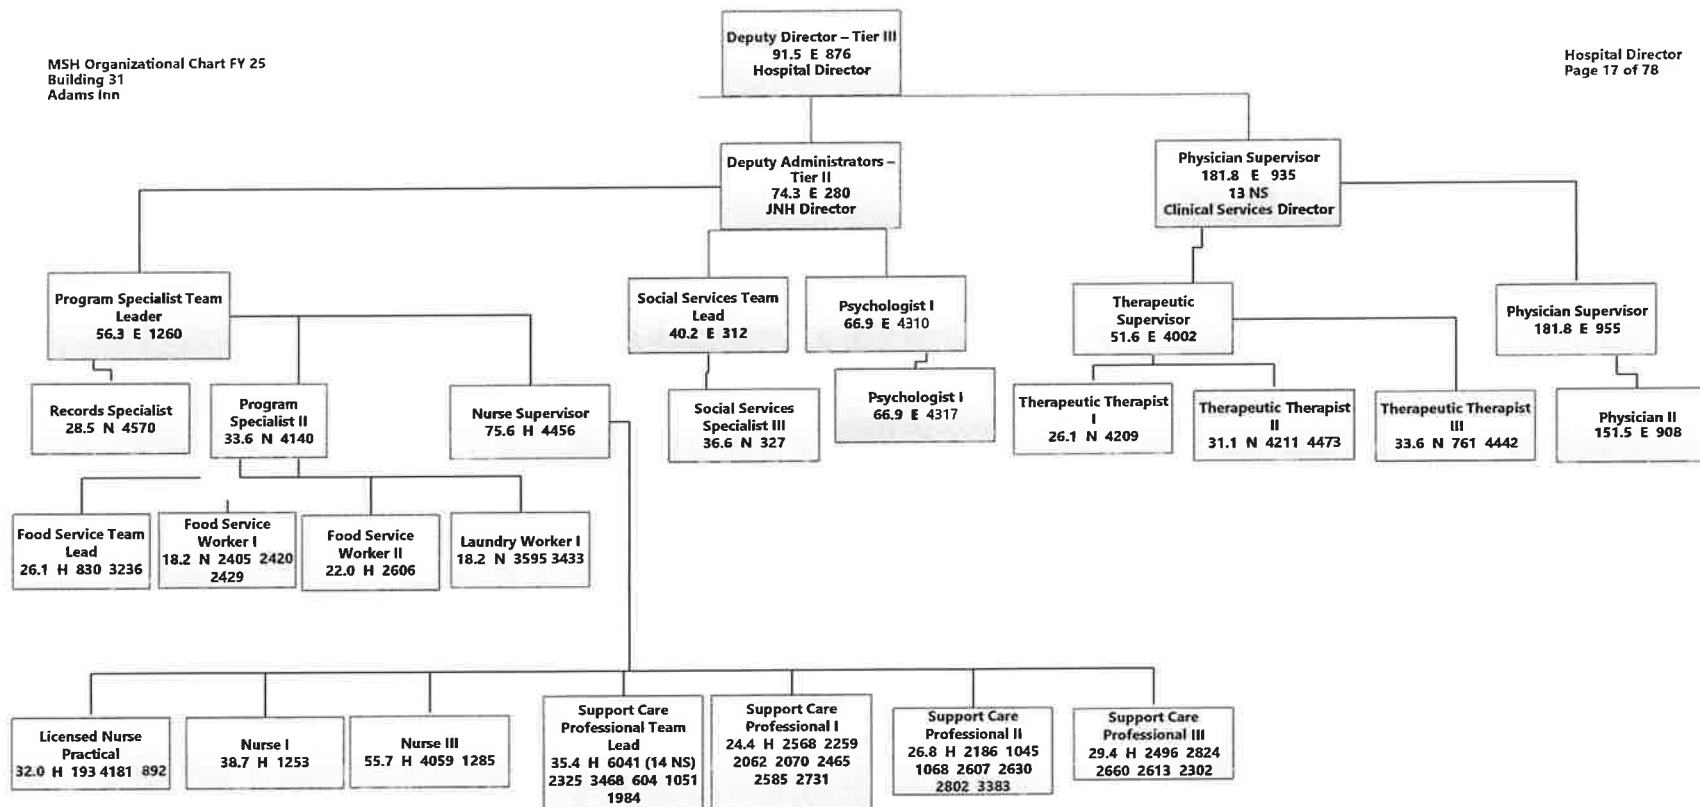 MSH Organizational Chart FY 25
Building 31
Adams Inn
Hospital Director
Page 17 of 78
Deputy Director – Tier III
91.5 E 876
Hospital Director
Deputy Administrators –
Tier II
74.3 E 280
JNH Director
Physician Supervisor
181.8 E 935
13 NS
Clinical Services Director
Program Specialist Team
Leader
56.3 E 1260
Social Services Team
Lead
40.2 E 312
Psychologist I
66.9 E 4310
Therapeutic
Supervisor
51.6 E 4002
Physician Supervisor
181.8 E 955
Records Specialist
28.5 N 4570
Program
Specialist II
33.6 N 4140
Nurse Supervisor
75.6 H 4456
Social Services
Specialist III
36.6 N 327
Psychologist I
66.9 E 4317
Therapeutic Therapist
I
26.1 N 4209
Therapeutic Therapist
II
31.1 N 4211 4473
Therapeutic Therapist
III
33.6 N 761 4442
Physician II
151.5 E 908
Food Service Team
Lead
26.1 H 830 3236
Food Service
Worker I
18.2 N 2405 2420
2429
Food Service
Worker II
22.0 H 2606
Laundry Worker I
18.2 N 3595 3433
Licensed Nurse
Practical
32.0 H 193 4181 892
Nurse I
38.7 H 1253
Nurse III
55.7 H 4059 1285
Support Care
Professional Team
Lead
35.4 H 6041 (14 NS)
2325 3468 604 1051
1984
Support Care
Professional I
24.4 H 2568 2259
2062 2070 2465
2585 2731
Support Care
Professional II
26.8 H 2186 1045
1068 2607 2630
2802 3383
Support Care
Professional III
29.4 H 2496 2824
2660 2613 2302